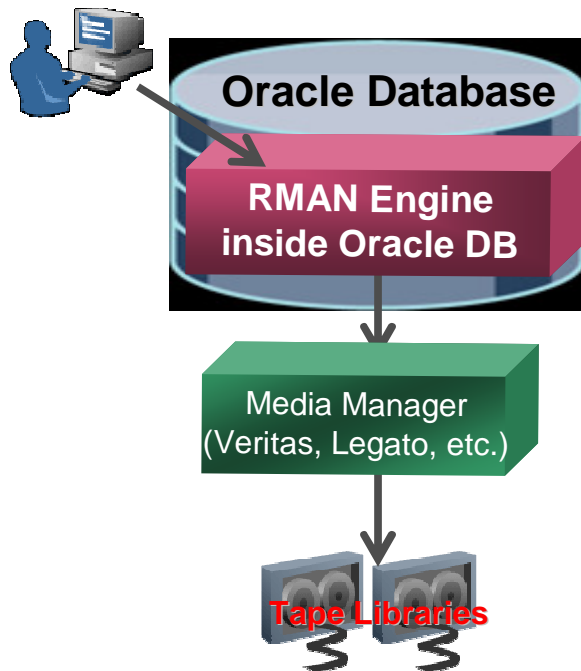 Oracle Database
RMAN Engine
inside Oracle DB
Media Manager
(Veritas, Legato, etc.)
Tape Libraries